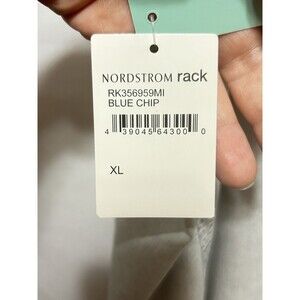 NORDSTROM rack
RK356959MI
BLUE CHIP
4 39045 64300 0
XL